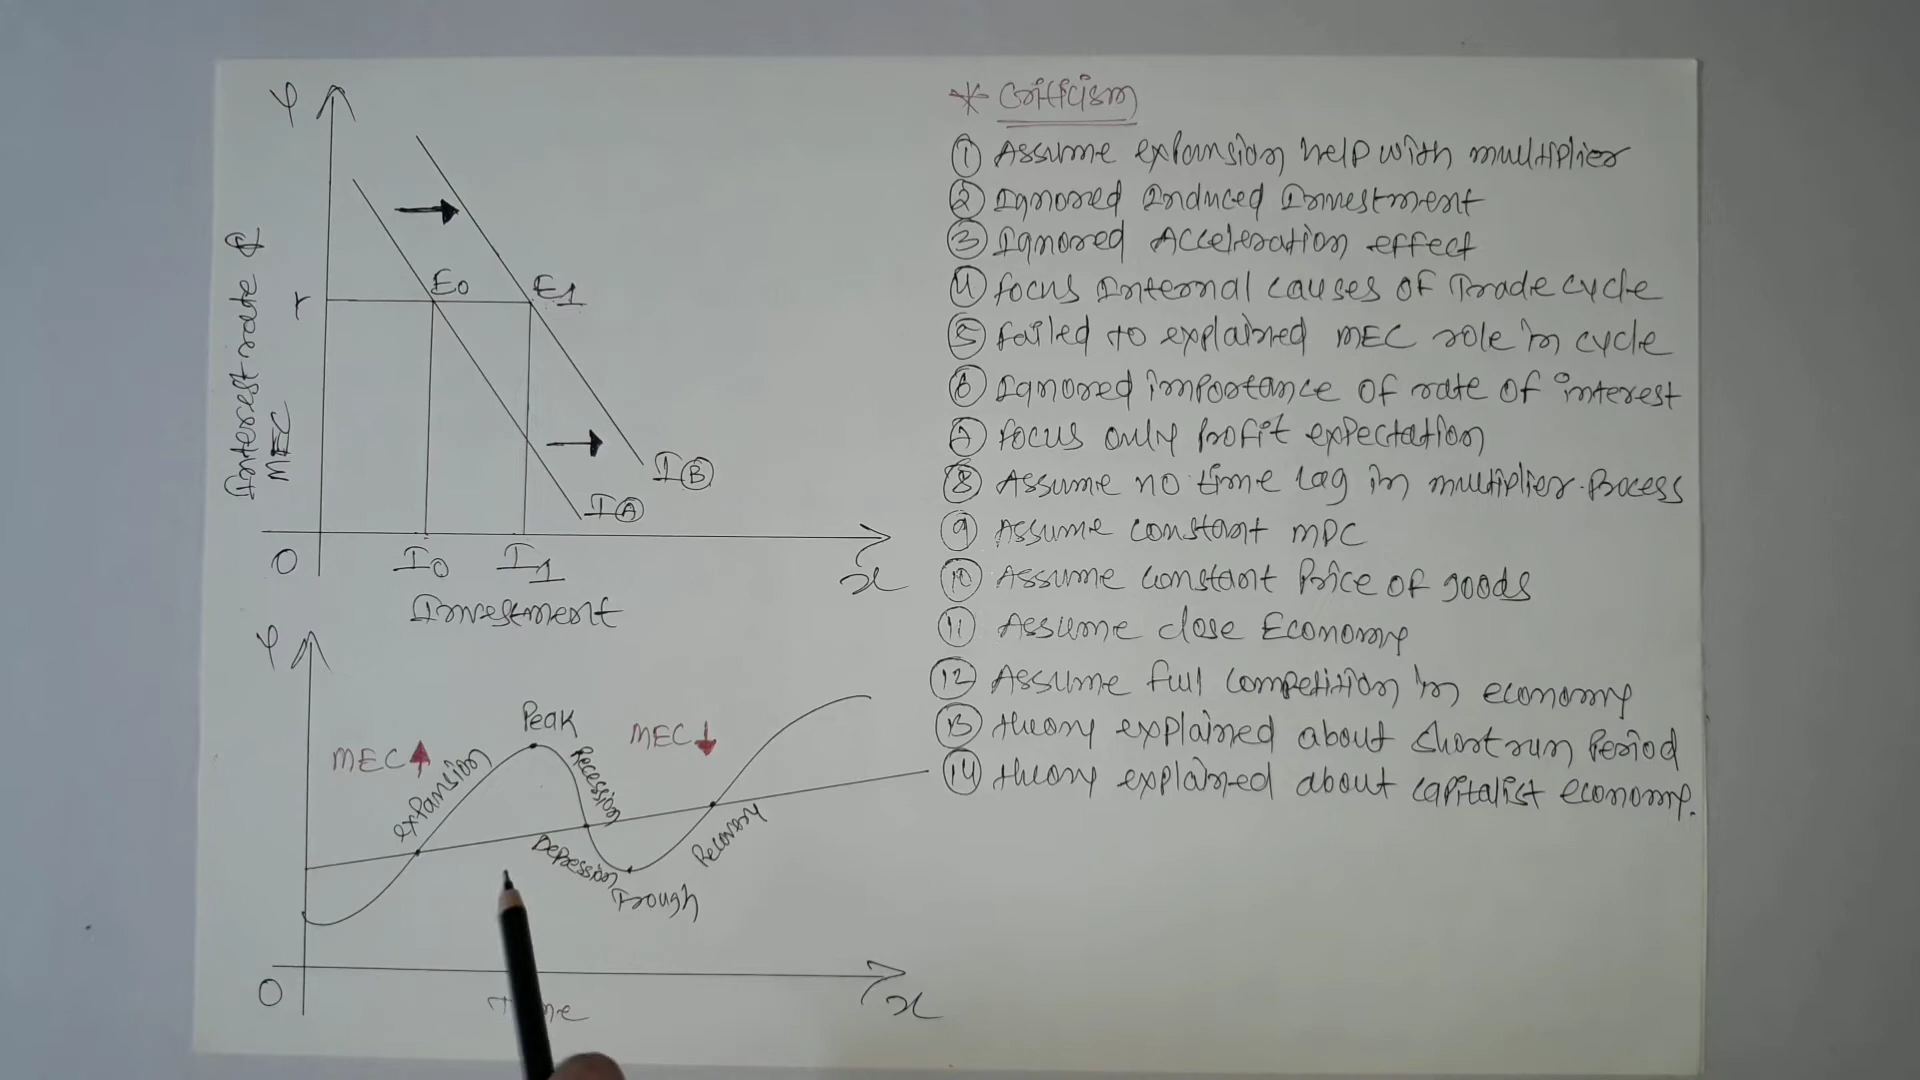 y
Interest rate &
MEC
r
E0
E1
I(B)
I(A)
O
I0
I1
x
Investment
y
MEC
expansion
Peak
Recession
MEC
Depression
Trough
Recovery
O
x
* Criticism
① Assume expansion help with multiplier
② Ignored Induced Investment
③ Ignored Acceleration effect
④ focus Internal causes of Trade cycle
⑤ failed to explained MEC role in cycle
⑥ Ignored importance of rate of interest
⑦ focus only profit expectation
⑧ Assume no time lag in multiplier Process
⑨ Assume constant MPC
⑩ Assume constant Price of goods
⑪ Assume close Economy
⑫ Assume full competition in economy
⑬ theory explained about short run Period
⑭ theory explained about capitalist economy.